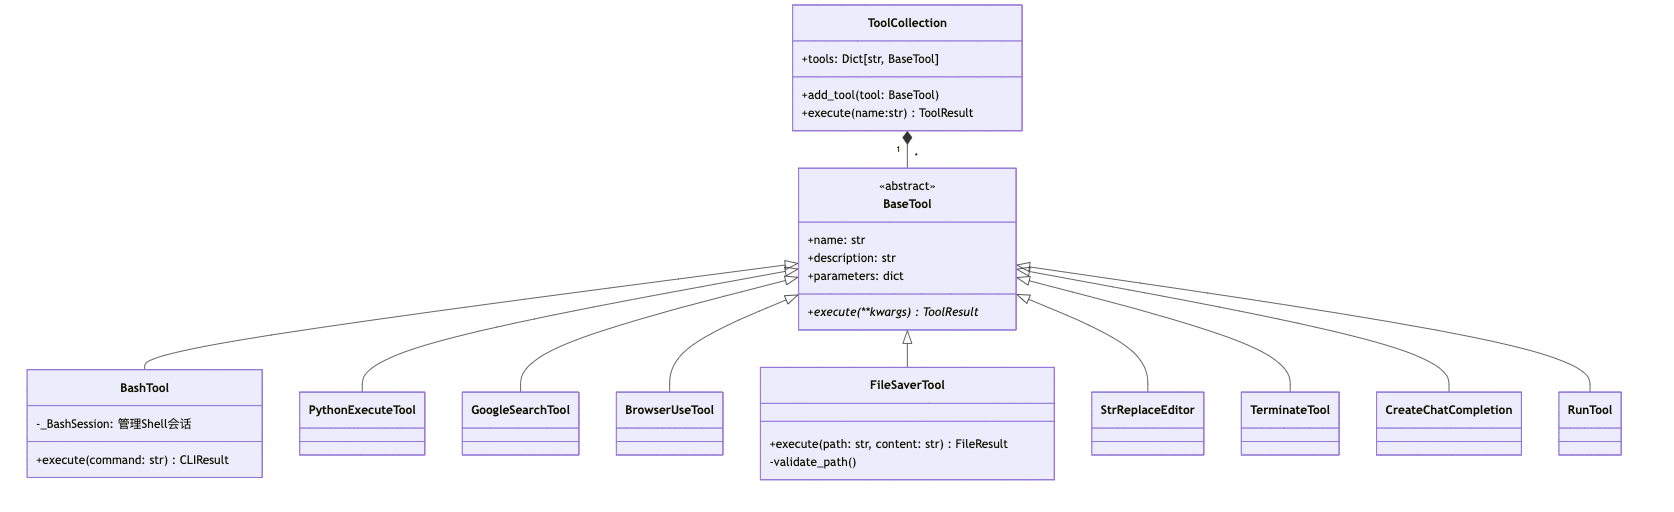 ToolCollection
+tools: Dict[str, BaseTool]
+add_tool(tool: BaseTool)
+execute(name:str) : ToolResult
1
*
«abstract»
BaseTool
+name: str
+description: str
+parameters: dict
+execute(**kwargs) : ToolResult
BashTool
-_BashSession: 管理Shell会话
+execute(command: str) : CLIResult
PythonExecuteTool
GoogleSearchTool
BrowserUseTool
FileSaverTool
+execute(path: str, content: str) : FileResult
-validate_path()
StrReplaceEditor
TerminateTool
CreateChatCompletion
RunTool